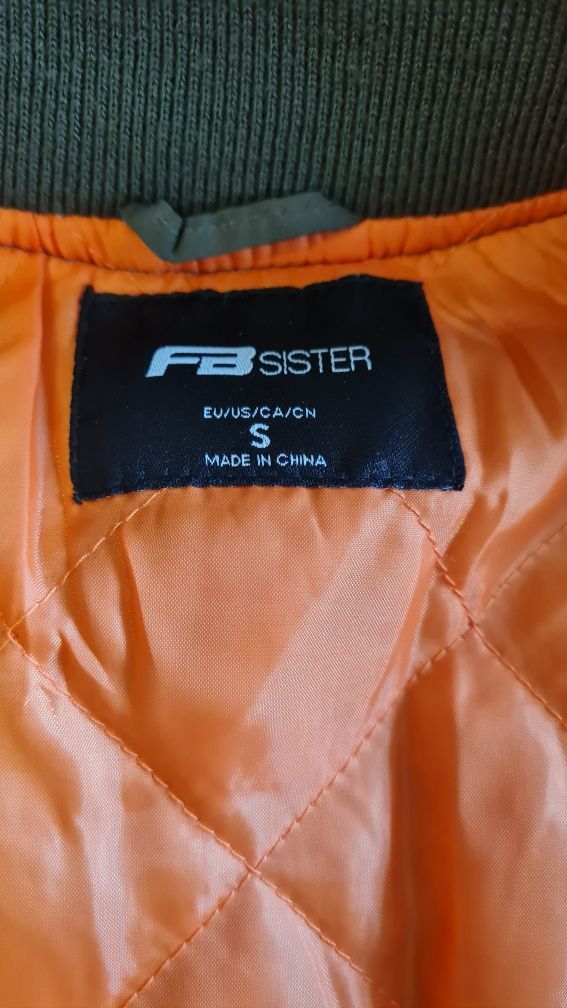 FB SISTER
EU/US/CA/CN
S
MADE IN CHINA